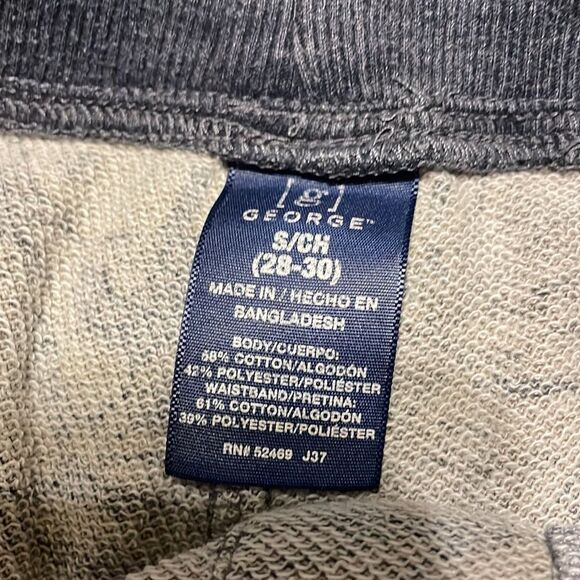 [g]
GEORGE™
S/CH
(28-30)
MADE IN / HECHO EN
BANGLADESH
BODY/CUERPO:
58% COTTON/ALGODÓN
42% POLYESTER/POLIÉSTER
WAISTBAND/PRETINA:
61% COTTON/ALGODÓN
39% POLYESTER/POLIÉSTER
RN# 52469 J37